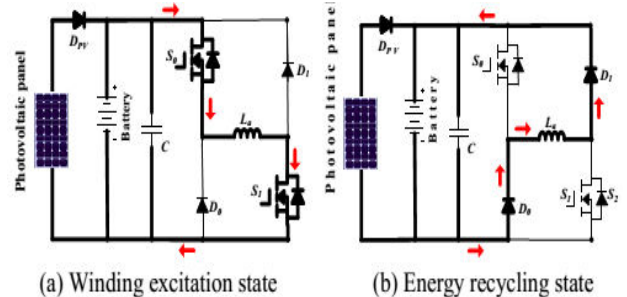 Photovoltaic panel
D_PV
Battery
+
C
S_0
D_1
L_a
D_0
S_1
(a) Winding excitation state
Photovoltaic panel
D_PV
Battery
+
C
S_0
D_1
L_a
D_0
S_1
S_2
(b) Energy recycling state